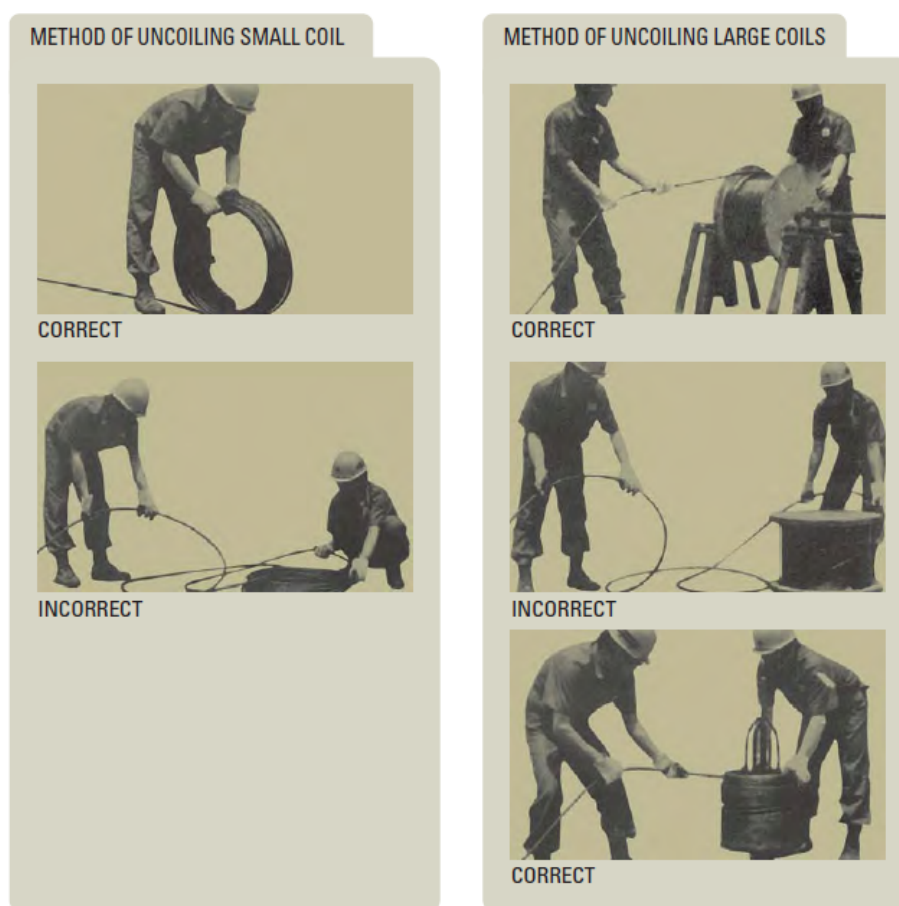 METHOD OF UNCOILING SMALL COIL
CORRECT
INCORRECT
METHOD OF UNCOILING LARGE COILS
CORRECT
INCORRECT
CORRECT